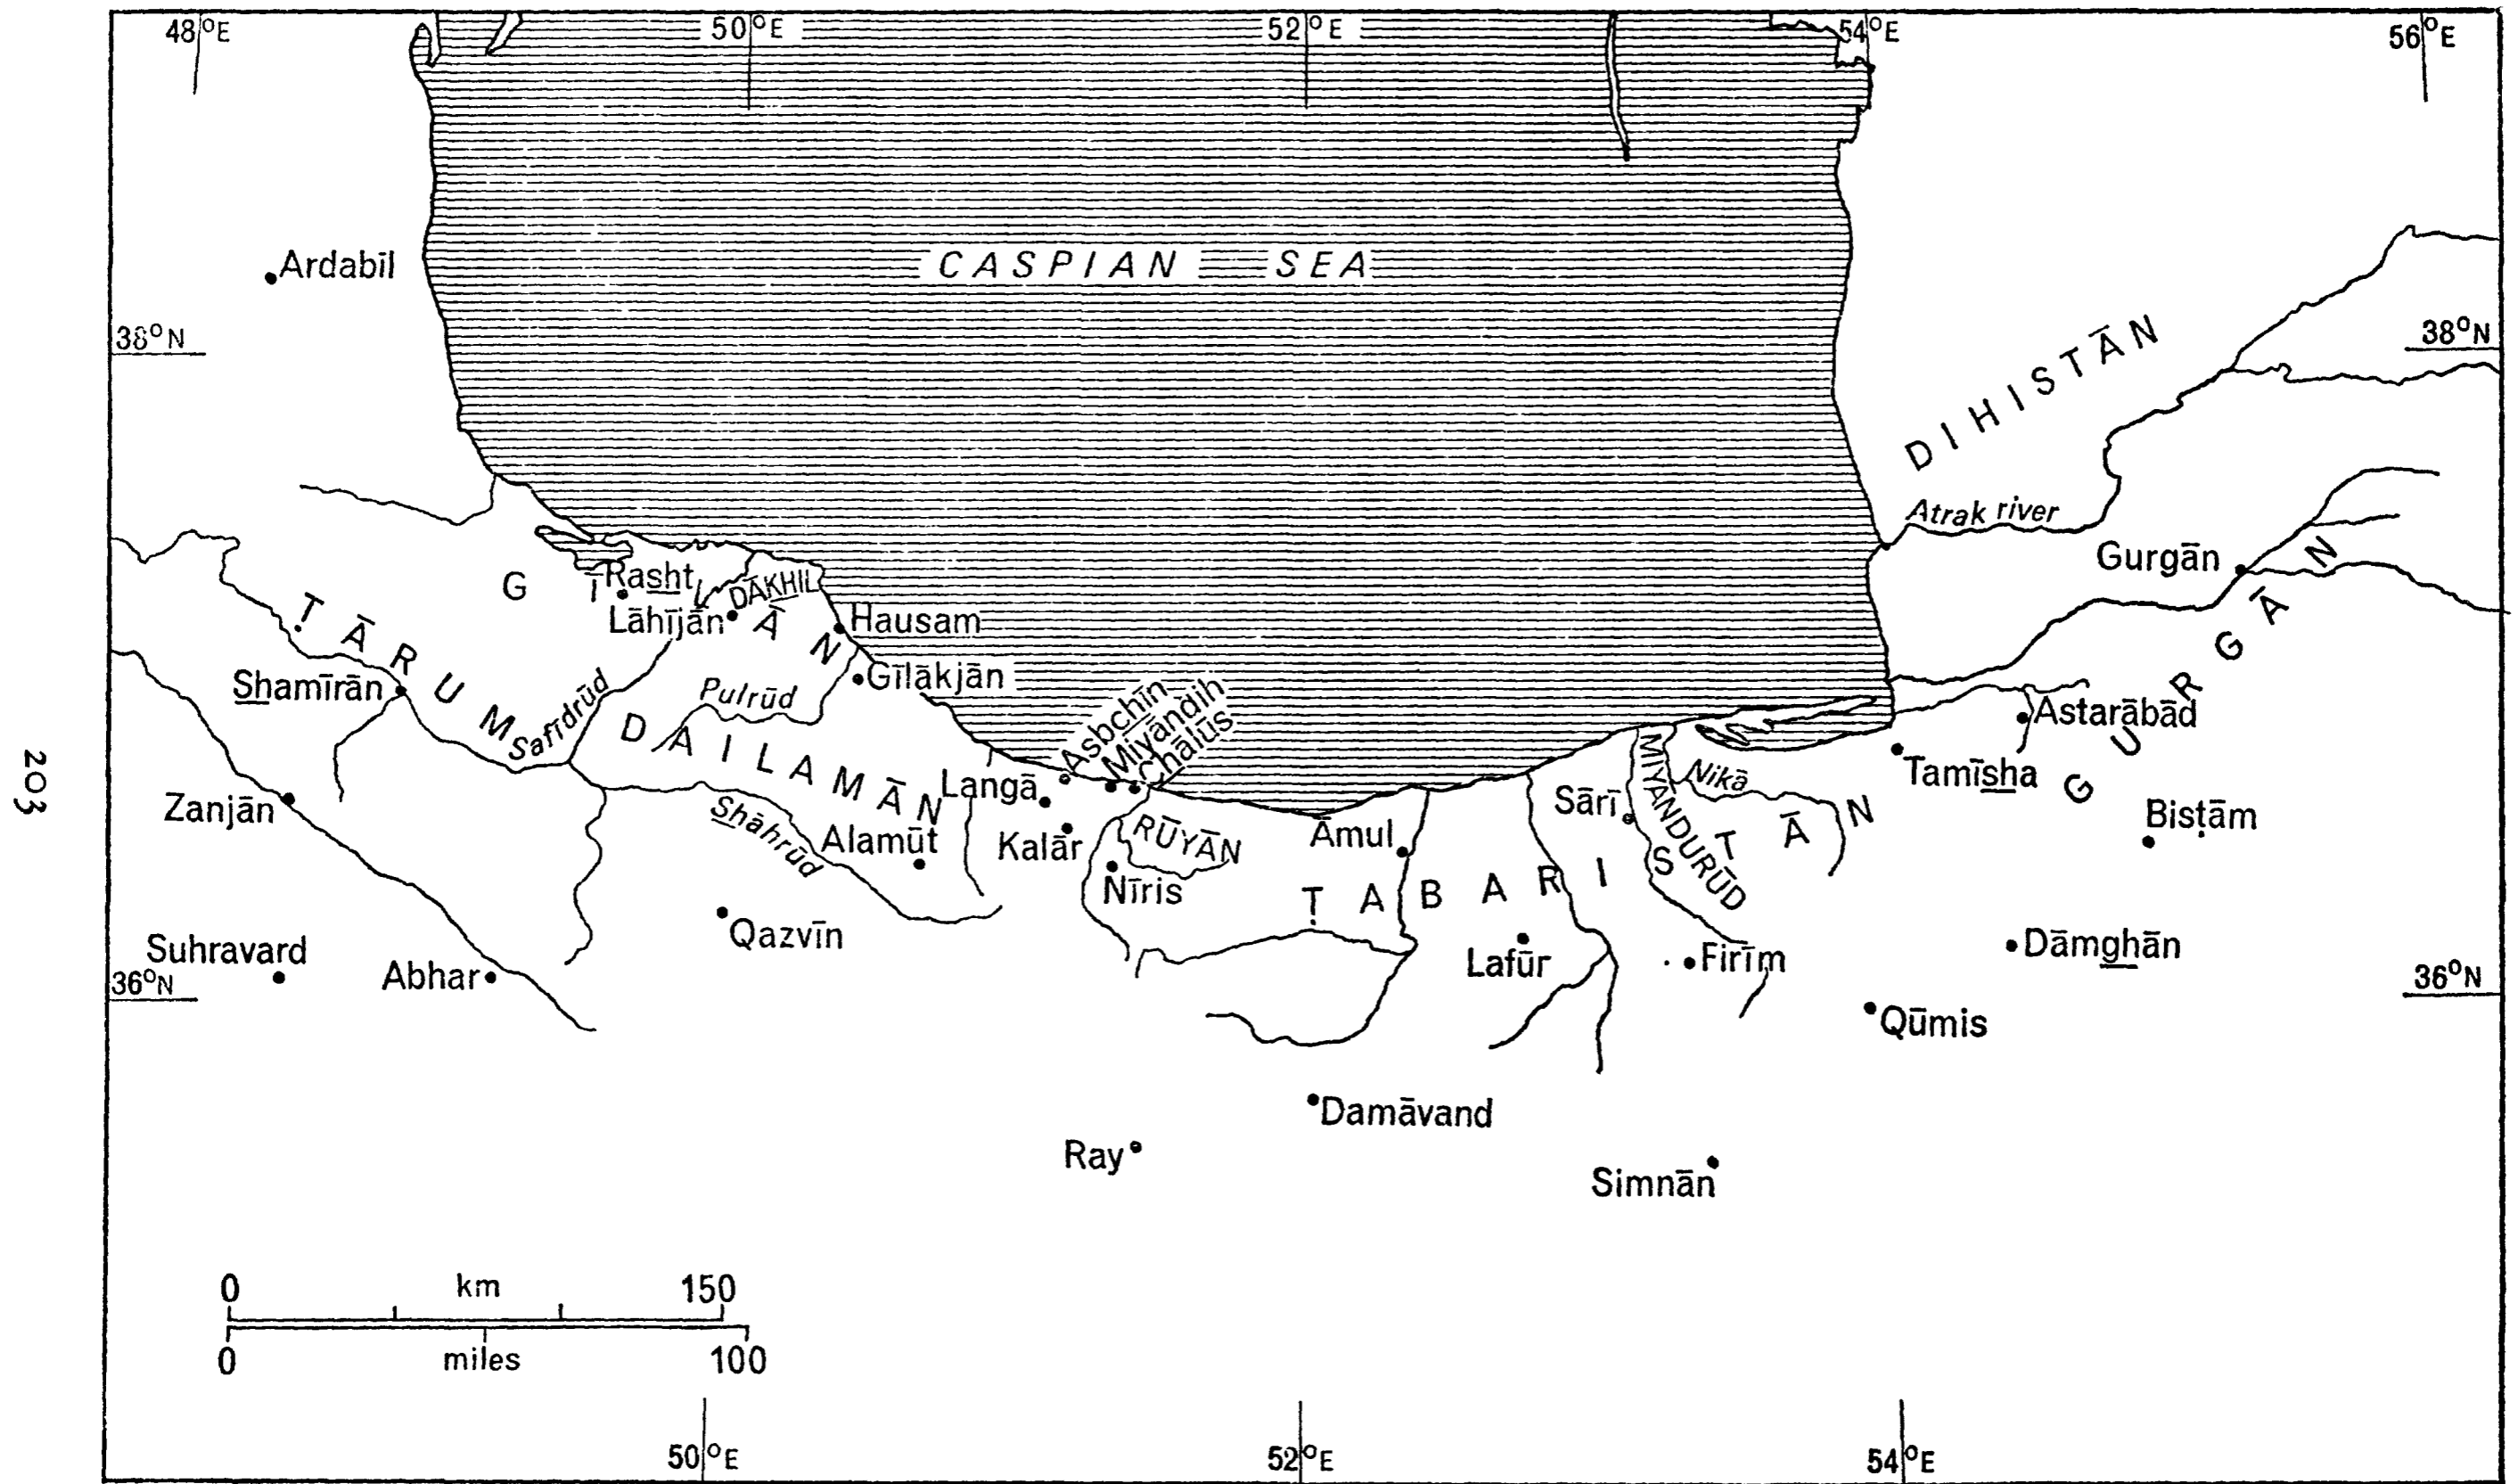 48°E 50°E 52°E 54°E 56°E
CASPIAN SEA
Ardabīl
38°N 38°N
DIHISTĀN
Atrak river
Gurgān
GĪLĀN
Rasht
DĀKHIL
Lāhījān
Hausam
ṬĀRUM
Shamīrān
Gīlākjān
Pulrūd
Safīdrūd
DAILAMĀN
Asbchīn
Miyāndih
Chālūs
Langā
GURGĀN
Astarābād
Tamīsha
Nikā
MIYĀNDURŪD
Sārī
Zanjān
Shāhrūd
Alamūt
Kalār
RŪYĀN
Āmul
Bisṭām
Nīris
ṬABARISTĀN
Qazvīn
Suhravard
Abhar
Lafūr
Firīm
Dāmghān
36°N 36°N
Qūmis
Damāvand
Ray
Simnān
0 km 150
0 miles 100
50°E 52°E 54°E
203